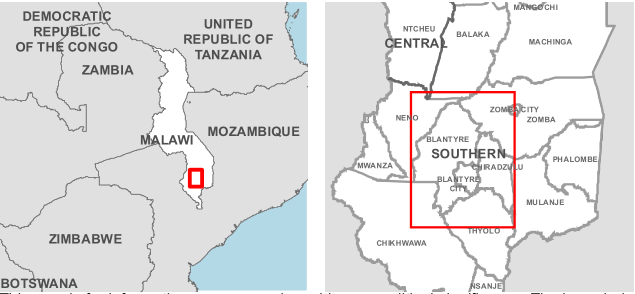 DEMOCRATIC
REPUBLIC
OF THE CONGO
UNITED
REPUBLIC OF
TANZANIA
ZAMBIA
MALAWI
MOZAMBIQUE
ZIMBABWE
BOTSWANA
MANGOCHI
NTCHEU
BALAKA
CENTRAL
MACHINGA
ZOMBA CITY
NENO
ZOMBA
BLANTYRE
SOUTHERN
PHALOMBE
MWANZA
CHIRADZULU
BLANTYRE
CITY
MULANJE
THYOLO
CHIKHWAWA
NSANJE